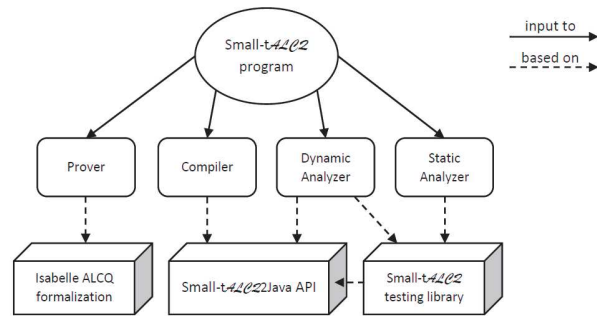 Small-t𝒜ℒ𝒞𝒬
program
input to
based on
Prover
Compiler
Dynamic
Analyzer
Static
Analyzer
Isabelle ALCQ
formalization
Small-t𝒜ℒ𝒞𝒬2Java API
Small-t𝒜ℒ𝒞𝒬
testing library